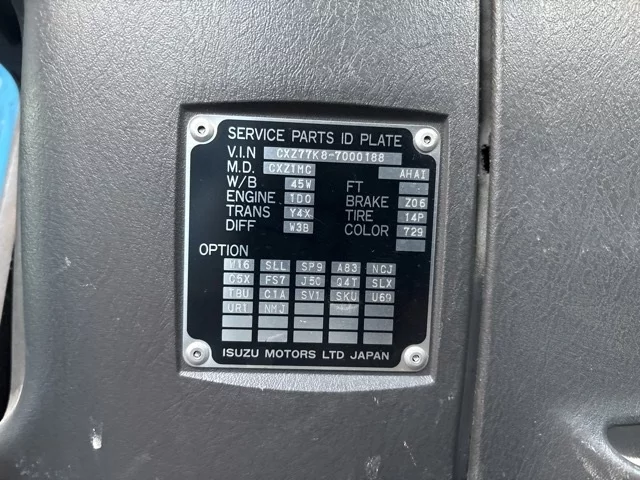 SERVICE PARTS ID PLATE
V.I.N CXZ77K8-7000188
M.D. CXZ1MC AHAI
W/B 45W FT
ENGINE 1D0 BRAKE Z06
TRANS Y4X TIRE 14P
DIFF W3B COLOR 729
OPTION
V16 SLL SP9 A83 NCJ
C5X FS7 J50 Q4T SLX
TBU C1A SV1 SKU U69
UR1 NMJ
ISUZU MOTORS LTD JAPAN